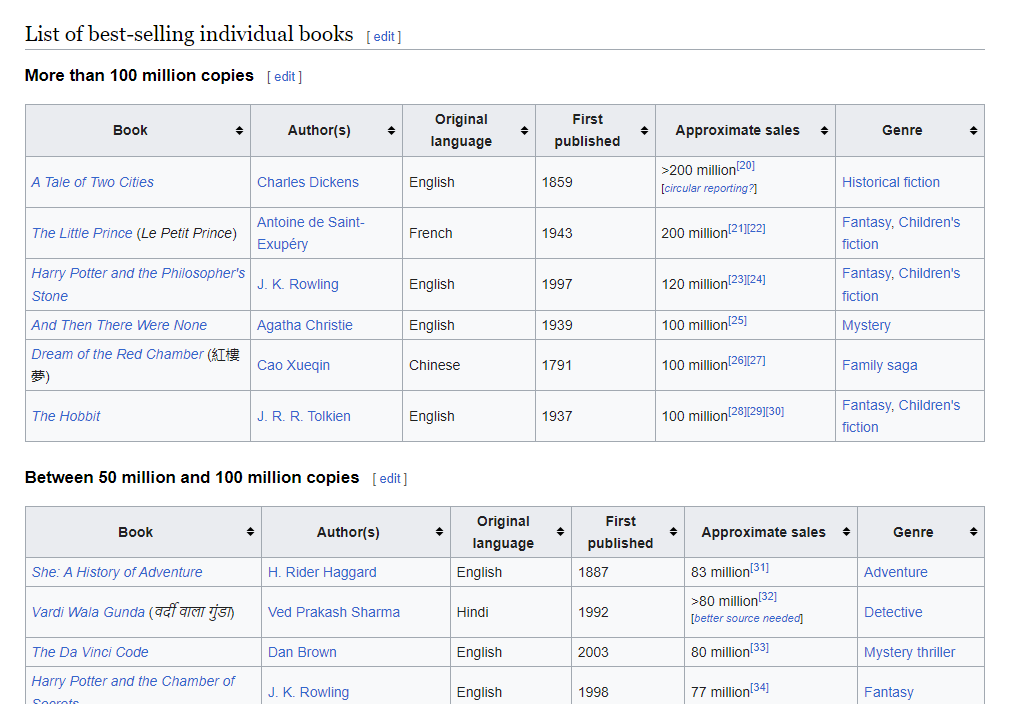 List of best-selling individual books [ edit ]
More than 100 million copies [ edit ]
Book Author(s) Original language First published Approximate sales Genre
A Tale of Two Cities Charles Dickens English 1859 >200 million[20] [circular reporting?] Historical fiction
The Little Prince (Le Petit Prince) Antoine de Saint-Exupéry French 1943 200 million[21][22] Fantasy, Children's fiction
Harry Potter and the Philosopher's Stone J. K. Rowling English 1997 120 million[23][24] Fantasy, Children's fiction
And Then There Were None Agatha Christie English 1939 100 million[25] Mystery
Dream of the Red Chamber (紅樓夢) Cao Xueqin Chinese 1791 100 million[26][27] Family saga
The Hobbit J. R. R. Tolkien English 1937 100 million[28][29][30] Fantasy, Children's fiction
Between 50 million and 100 million copies [ edit ]
Book Author(s) Original language First published Approximate sales Genre
She: A History of Adventure H. Rider Haggard English 1887 83 million[31] Adventure
Vardi Wala Gunda (वर्दी वाला गुंडा) Ved Prakash Sharma Hindi 1992 >80 million[32] [better source needed] Detective
The Da Vinci Code Dan Brown English 2003 80 million[33] Mystery thriller
Harry Potter and the Chamber of Secrets J. K. Rowling English 1998 77 million[34] Fantasy